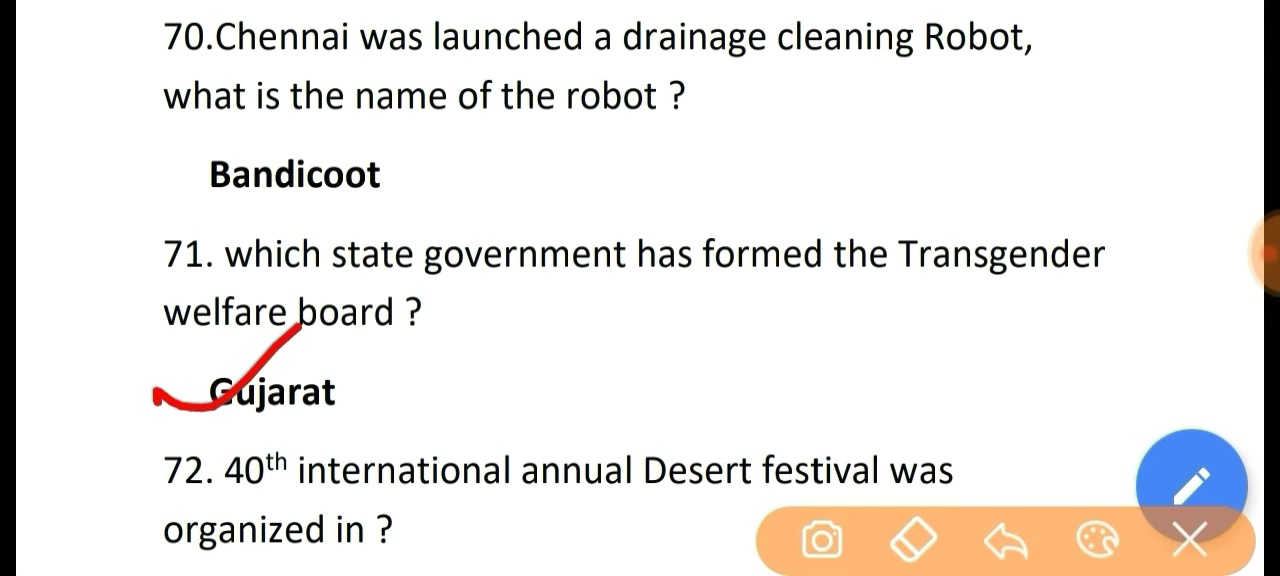 70.Chennai was launched a drainage cleaning Robot,
what is the name of the robot ?
Bandicoot
71. which state government has formed the Transgender
welfare board ?
Gujarat
72. 40th international annual Desert festival was
organized in ?